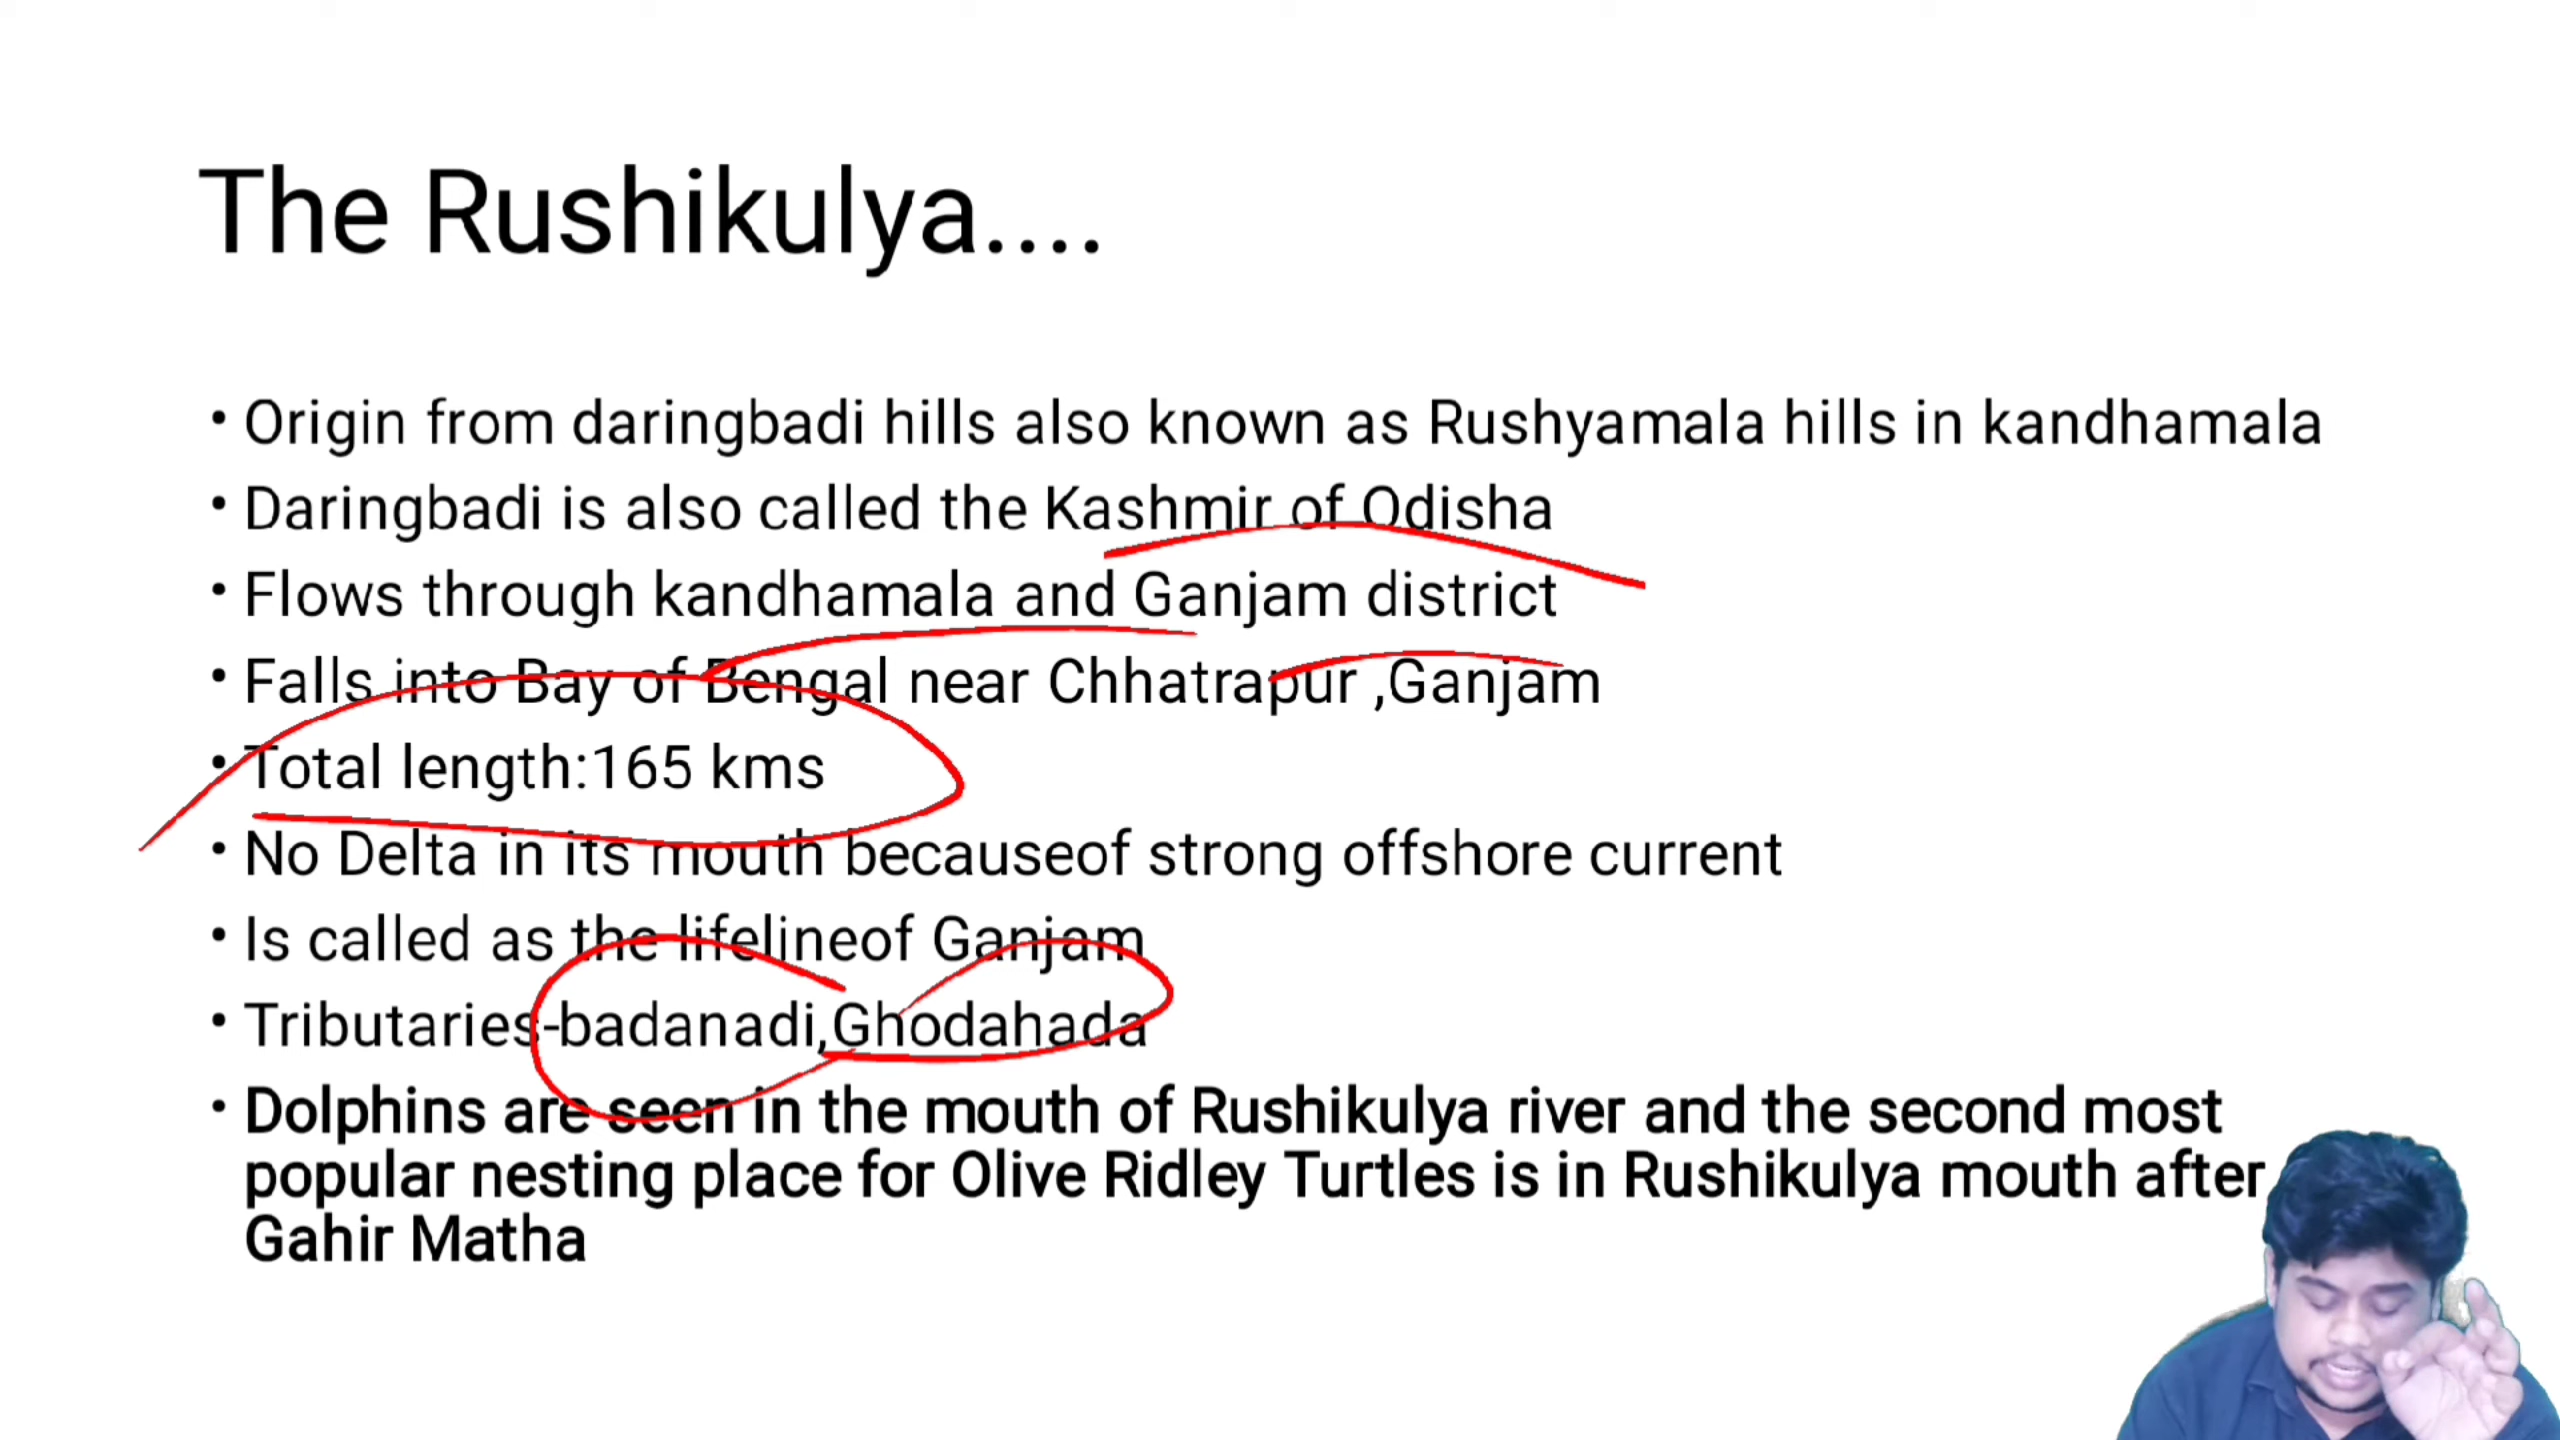 The Rushikulya....
• Origin from daringbadi hills also known as Rushyamala hills in kandhamala
• Daringbadi is also called the Kashmir of Odisha
• Flows through kandhamala and Ganjam district
• Falls into Bay of Bengal near Chhatrapur ,Ganjam
• Total length:165 kms
• No Delta in its mouth becauseof strong offshore current
• Is called as the lifelineof Ganjam
• Tributaries-badanadi,Ghodahada
• Dolphins are seen in the mouth of Rushikulya river and the second most
popular nesting place for Olive Ridley Turtles is in Rushikulya mouth after
Gahir Matha